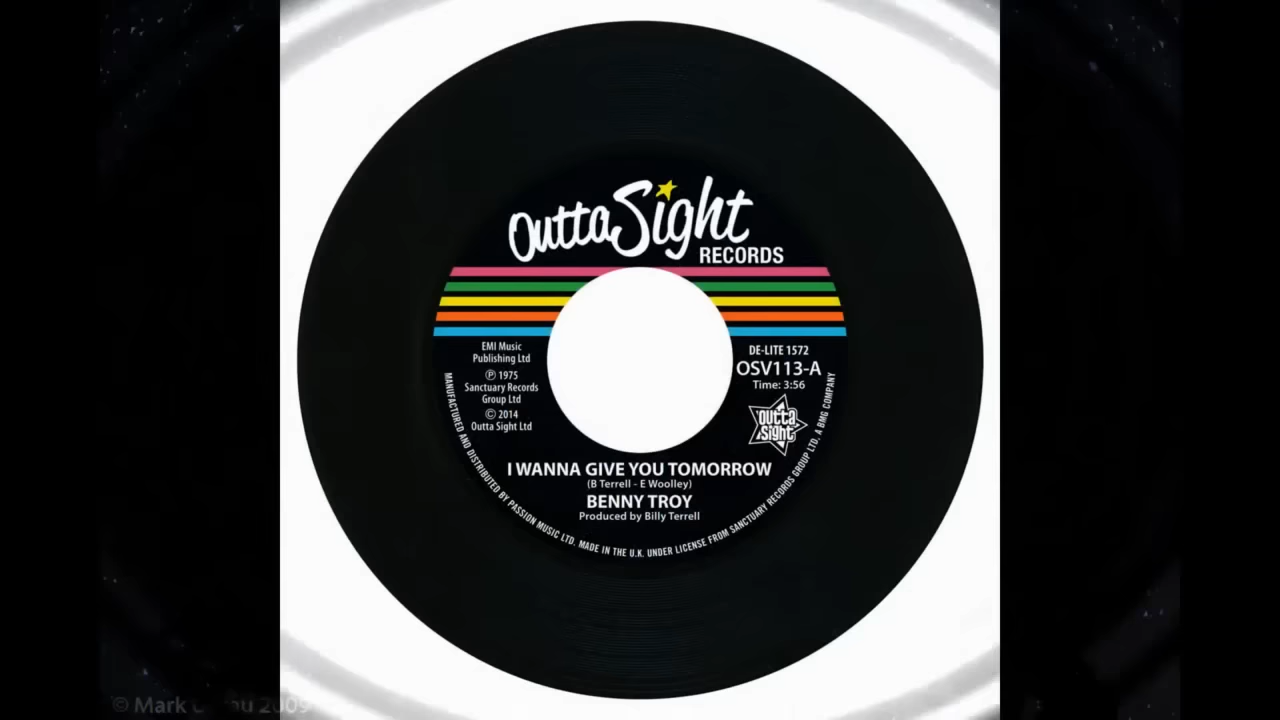 Outta Sight
RECORDS
EMI Music
Publishing Ltd
℗ 1975
Sanctuary Records
Group Ltd
© 2014
Outta Sight Ltd
DE-LITE 1572
OSV113-A
Time: 3:56
outta
sight
I WANNA GIVE YOU TOMORROW
(B Terrell - E Woolley)
BENNY TROY
Produced by Billy Terrell
MANUFACTURED AND DISTRIBUTED BY PASSION MUSIC LTD. MADE IN THE U.K. UNDER LICENSE FROM SANCTUARY RECORDS GROUP LTD. A BMG COMPANY
© Mark 2009